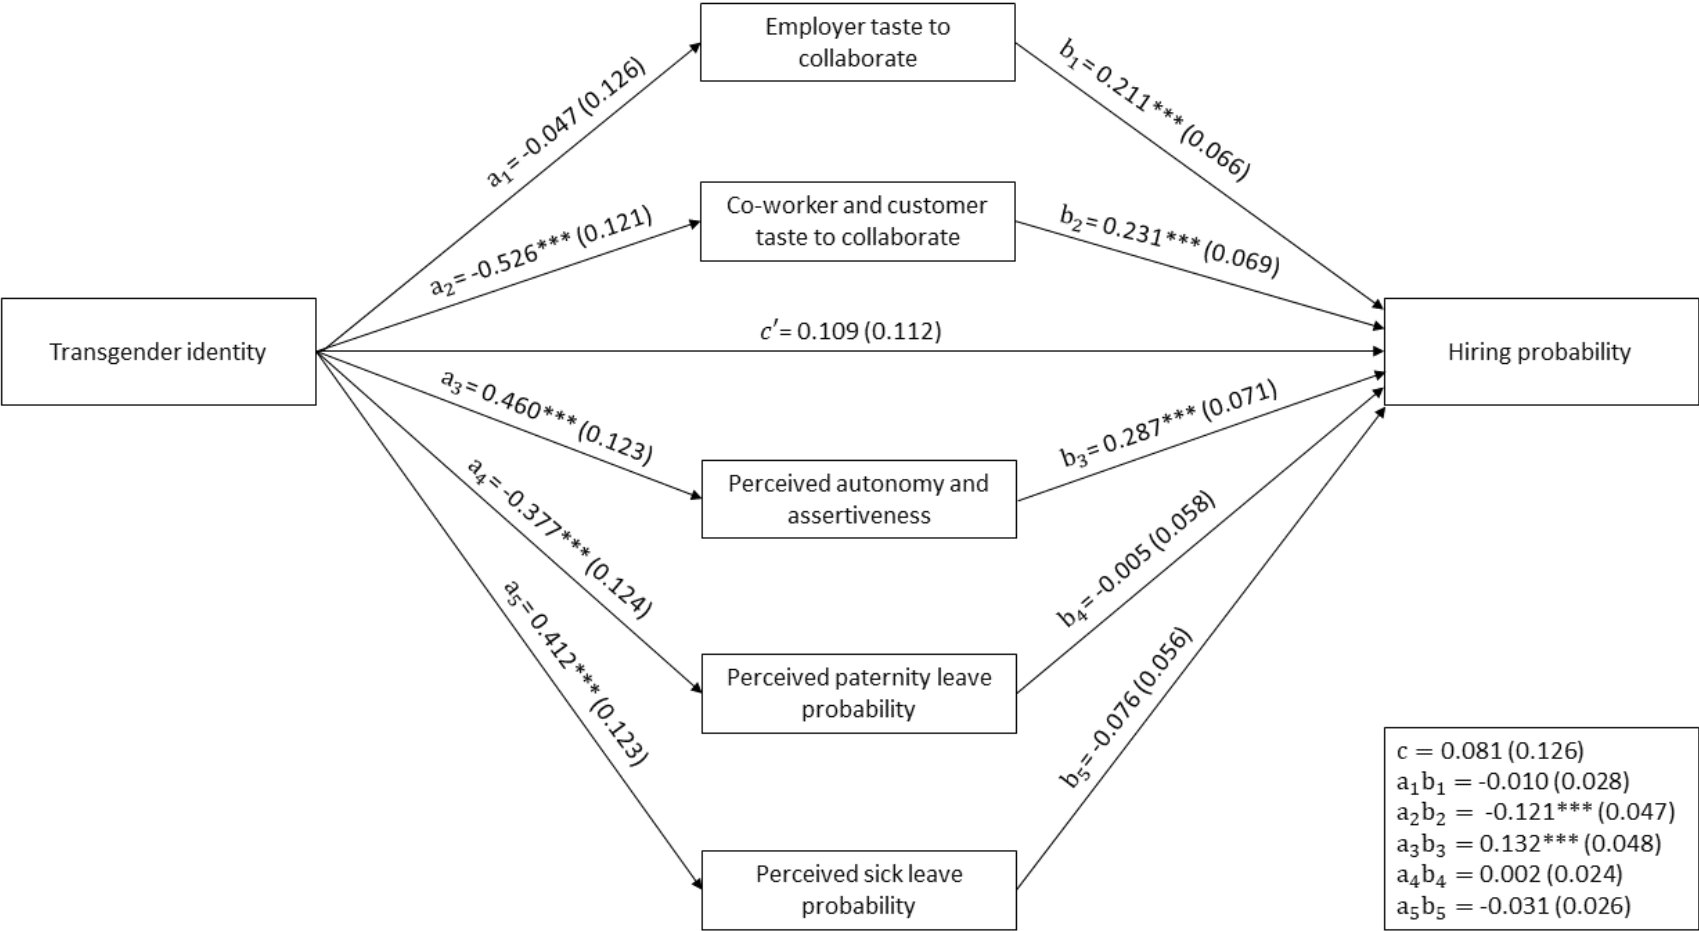 Employer taste to
collaborate
a₁= -0.047 (0.126)
b₁= 0.211*** (0.066)
Co-worker and customer
taste to collaborate
a₂= -0.526*** (0.121)
b₂= 0.231*** (0.069)
Transgender identity
c′= 0.109 (0.112)
Hiring probability
a₃= 0.460*** (0.123)
b₃= 0.287*** (0.071)
Perceived autonomy and
assertiveness
a₄= -0.377*** (0.124)
b₄= -0.005 (0.058)
Perceived paternity leave
probability
a₅= 0.412*** (0.123)
b₅= -0.076 (0.056)
Perceived sick leave
probability
c = 0.081 (0.126)
a₁b₁ = -0.010 (0.028)
a₂b₂ = -0.121*** (0.047)
a₃b₃ = 0.132*** (0.048)
a₄b₄ = 0.002 (0.024)
a₅b₅ = -0.031 (0.026)